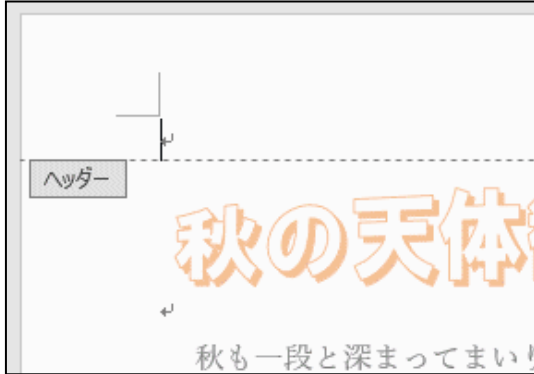 ヘッダー
秋の天体
秋も一段と深まってまいり